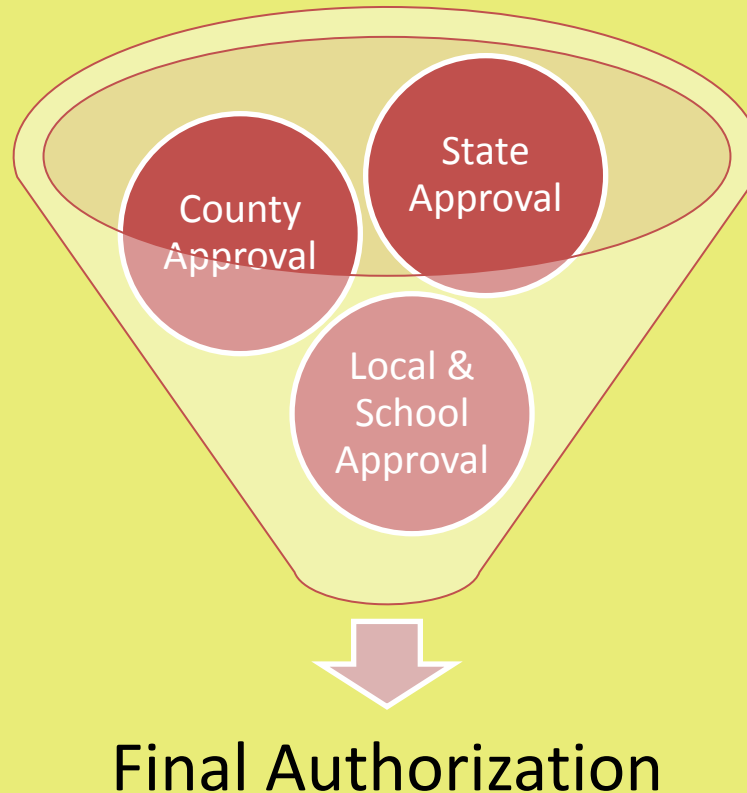 State
Approval
County
Approval
Local &
School
Approval
Final Authorization